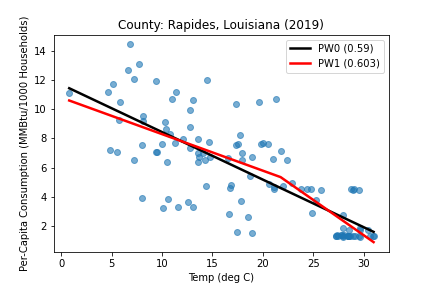 County: Rapides, Louisiana (2019)
Per-Capita Consumption (MMBtu/1000 Households)
14
12
10
8
6
4
2
PW0 (0.59)
PW1 (0.603)
0 5 10 15 20 25 30
Temp (deg C)